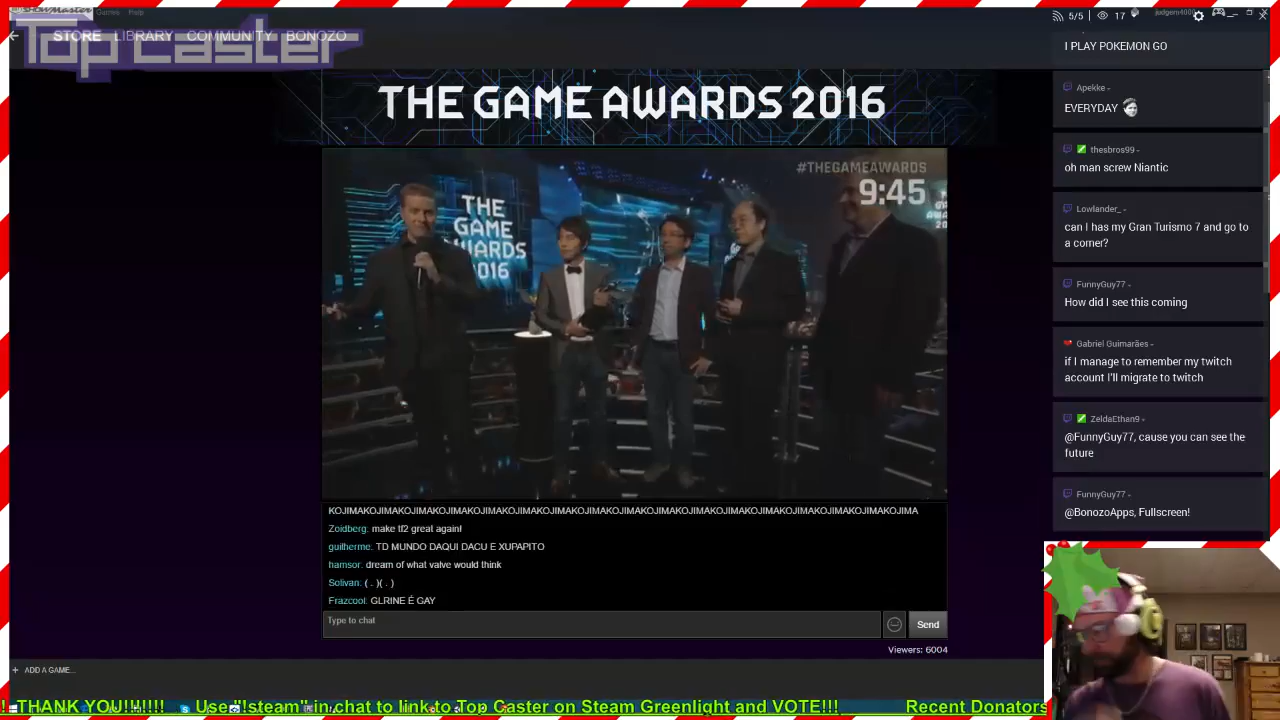 Games Help
STORE LIBRARY COMMUNITY BONOZO
Top caster
THE GAME AWARDS 2016
#THEGAMEAWARDS
9:45
THE
GAME
AWARDS
2016
KOJIMAKOJIMAKOJIMAKOJIMAKOJIMAKOJIMAKOJIMAKOJIMAKOJIMAKOJIMAKOJIMAKOJIMAKOJIMAKOJIMAKOJIMAKOJIMAKOJIMA
Zoidberg: make tf2 great again!
guilherme: TD MUNDO DAQUI DACU E XUPAPITO
hamsor: dream of what valve would think
Solivan: ( . )( . )
Frazcool: GLRINE É GAY
Type to chat
Send
Viewers: 6004
+ ADD A GAME...
5/5 17
I PLAY POKEMON GO
Apekke
EVERYDAY
thesbros99
oh man screw Niantic
Lowlander_
can I has my Gran Turismo 7 and go to
a corner?
FunnyGuy77
How did I see this coming
Gabriel Guimarães
if I manage to remember my twitch
account I'll migrate to twitch
ZeldaEthan9
@FunnyGuy77, cause you can see the
future
FunnyGuy77
@BonozoApps, Fullscreen!
! THANK YOU!!!!!!! Use "!steam" in chat to link to Top Caster on Steam Greenlight and VOTE!!! Recent Donators